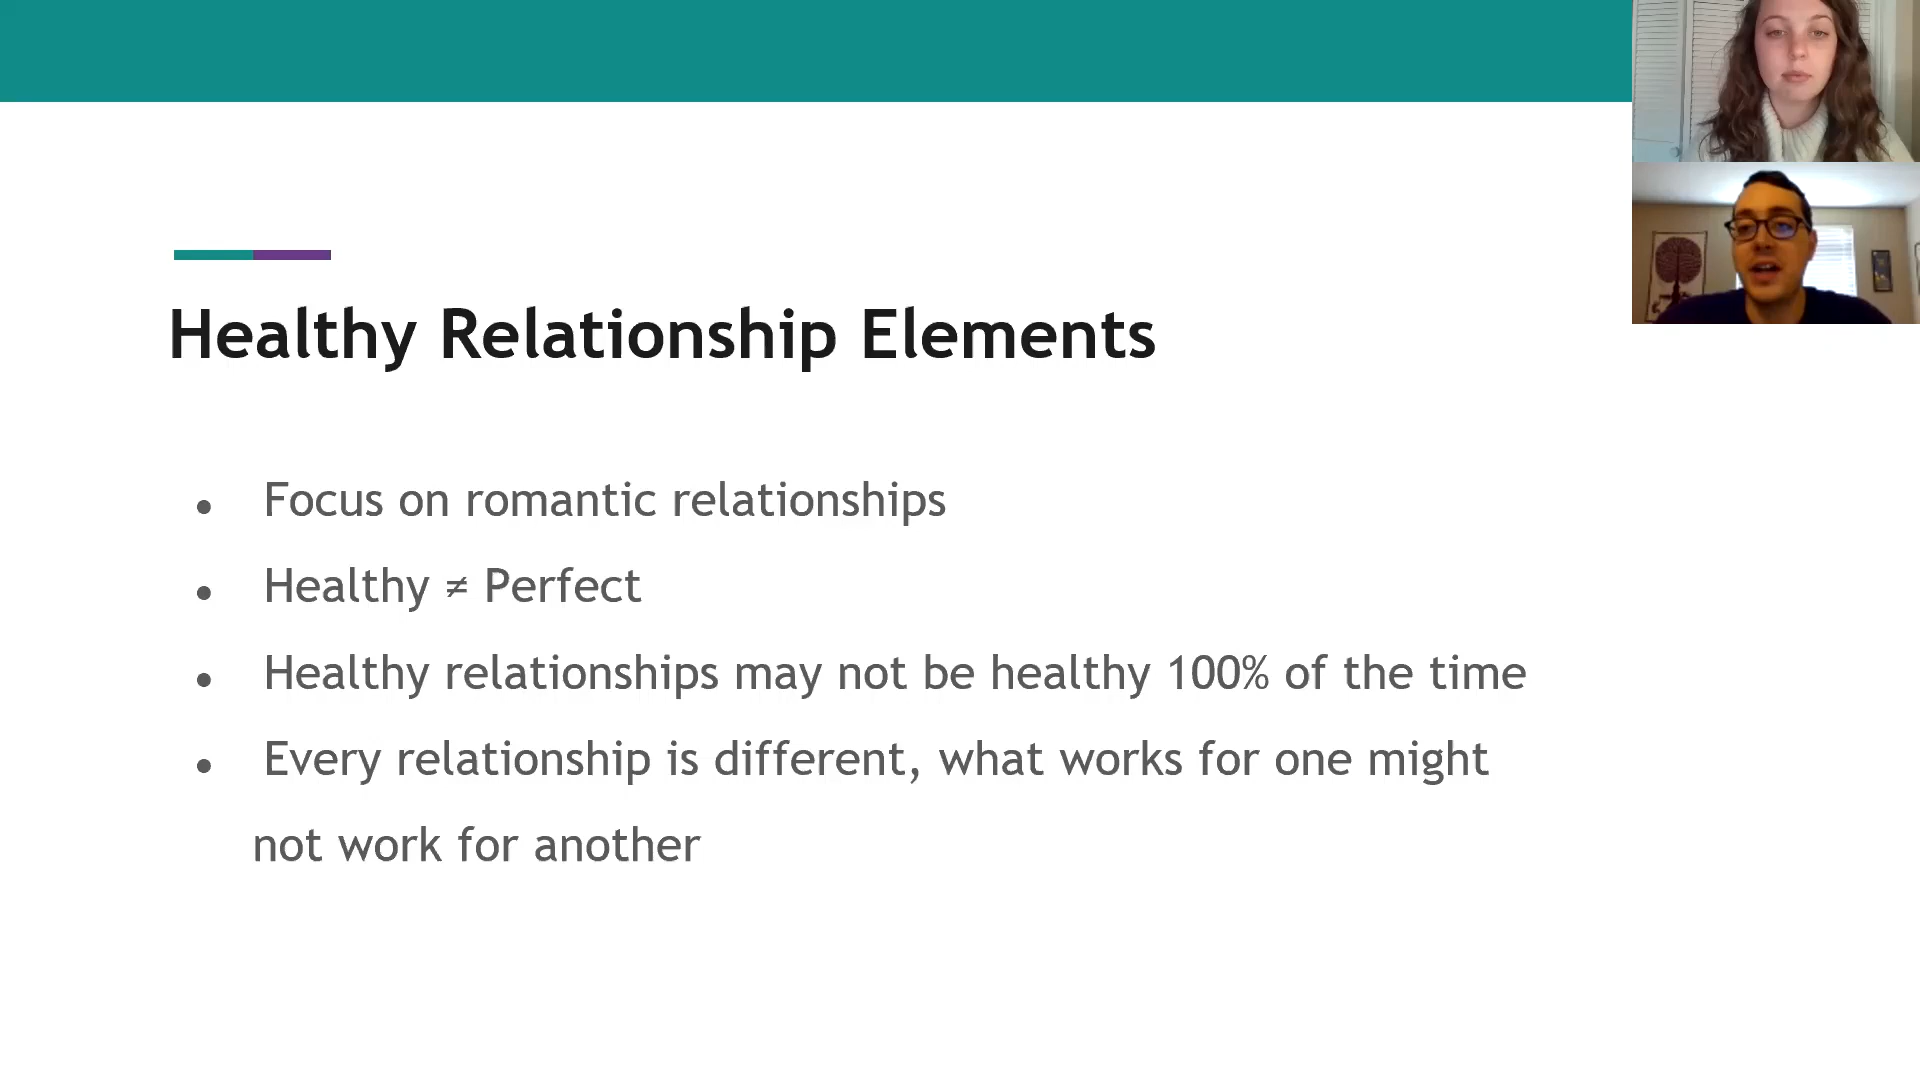 Healthy Relationship Elements
● Focus on romantic relationships
● Healthy ≠ Perfect
● Healthy relationships may not be healthy 100% of the time
● Every relationship is different, what works for one might
not work for another